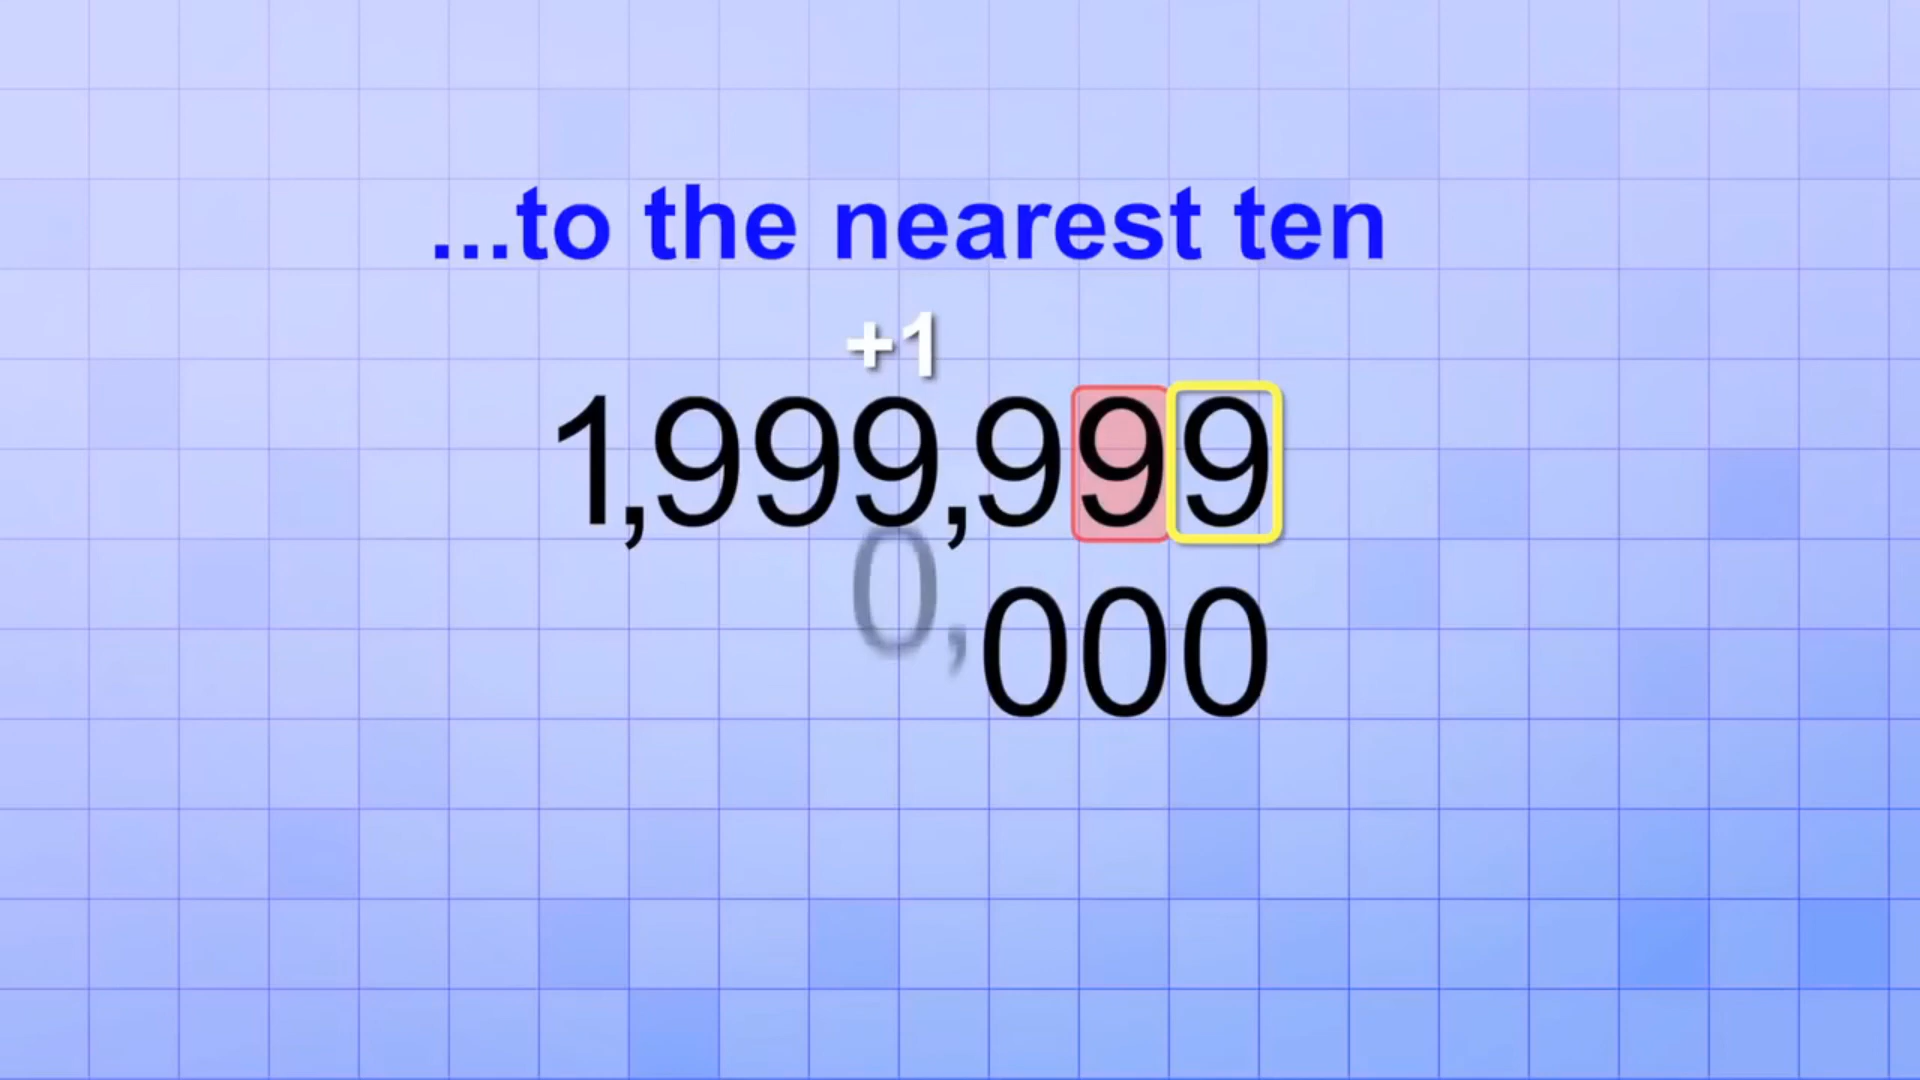 ...to the nearest ten
+1
1,999,999
0,000